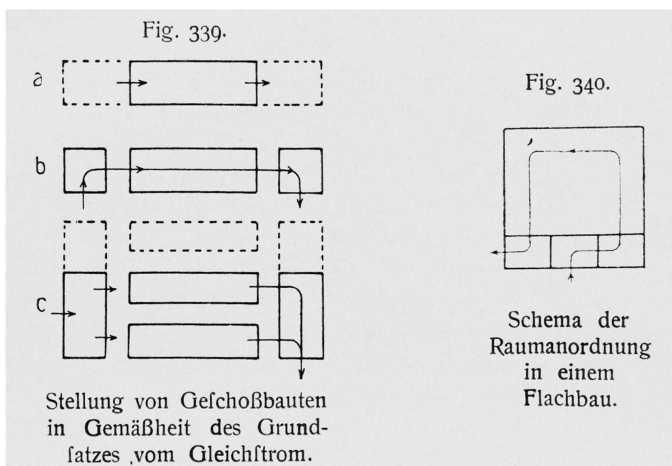 Fig. 339.
a
b
c
Stellung von Geſchoßbauten
in Gemäßheit des Grund-
ſatzes vom Gleichſtrom.
Fig. 340.
Schema der
Raumanordnung
in einem
Flachbau.